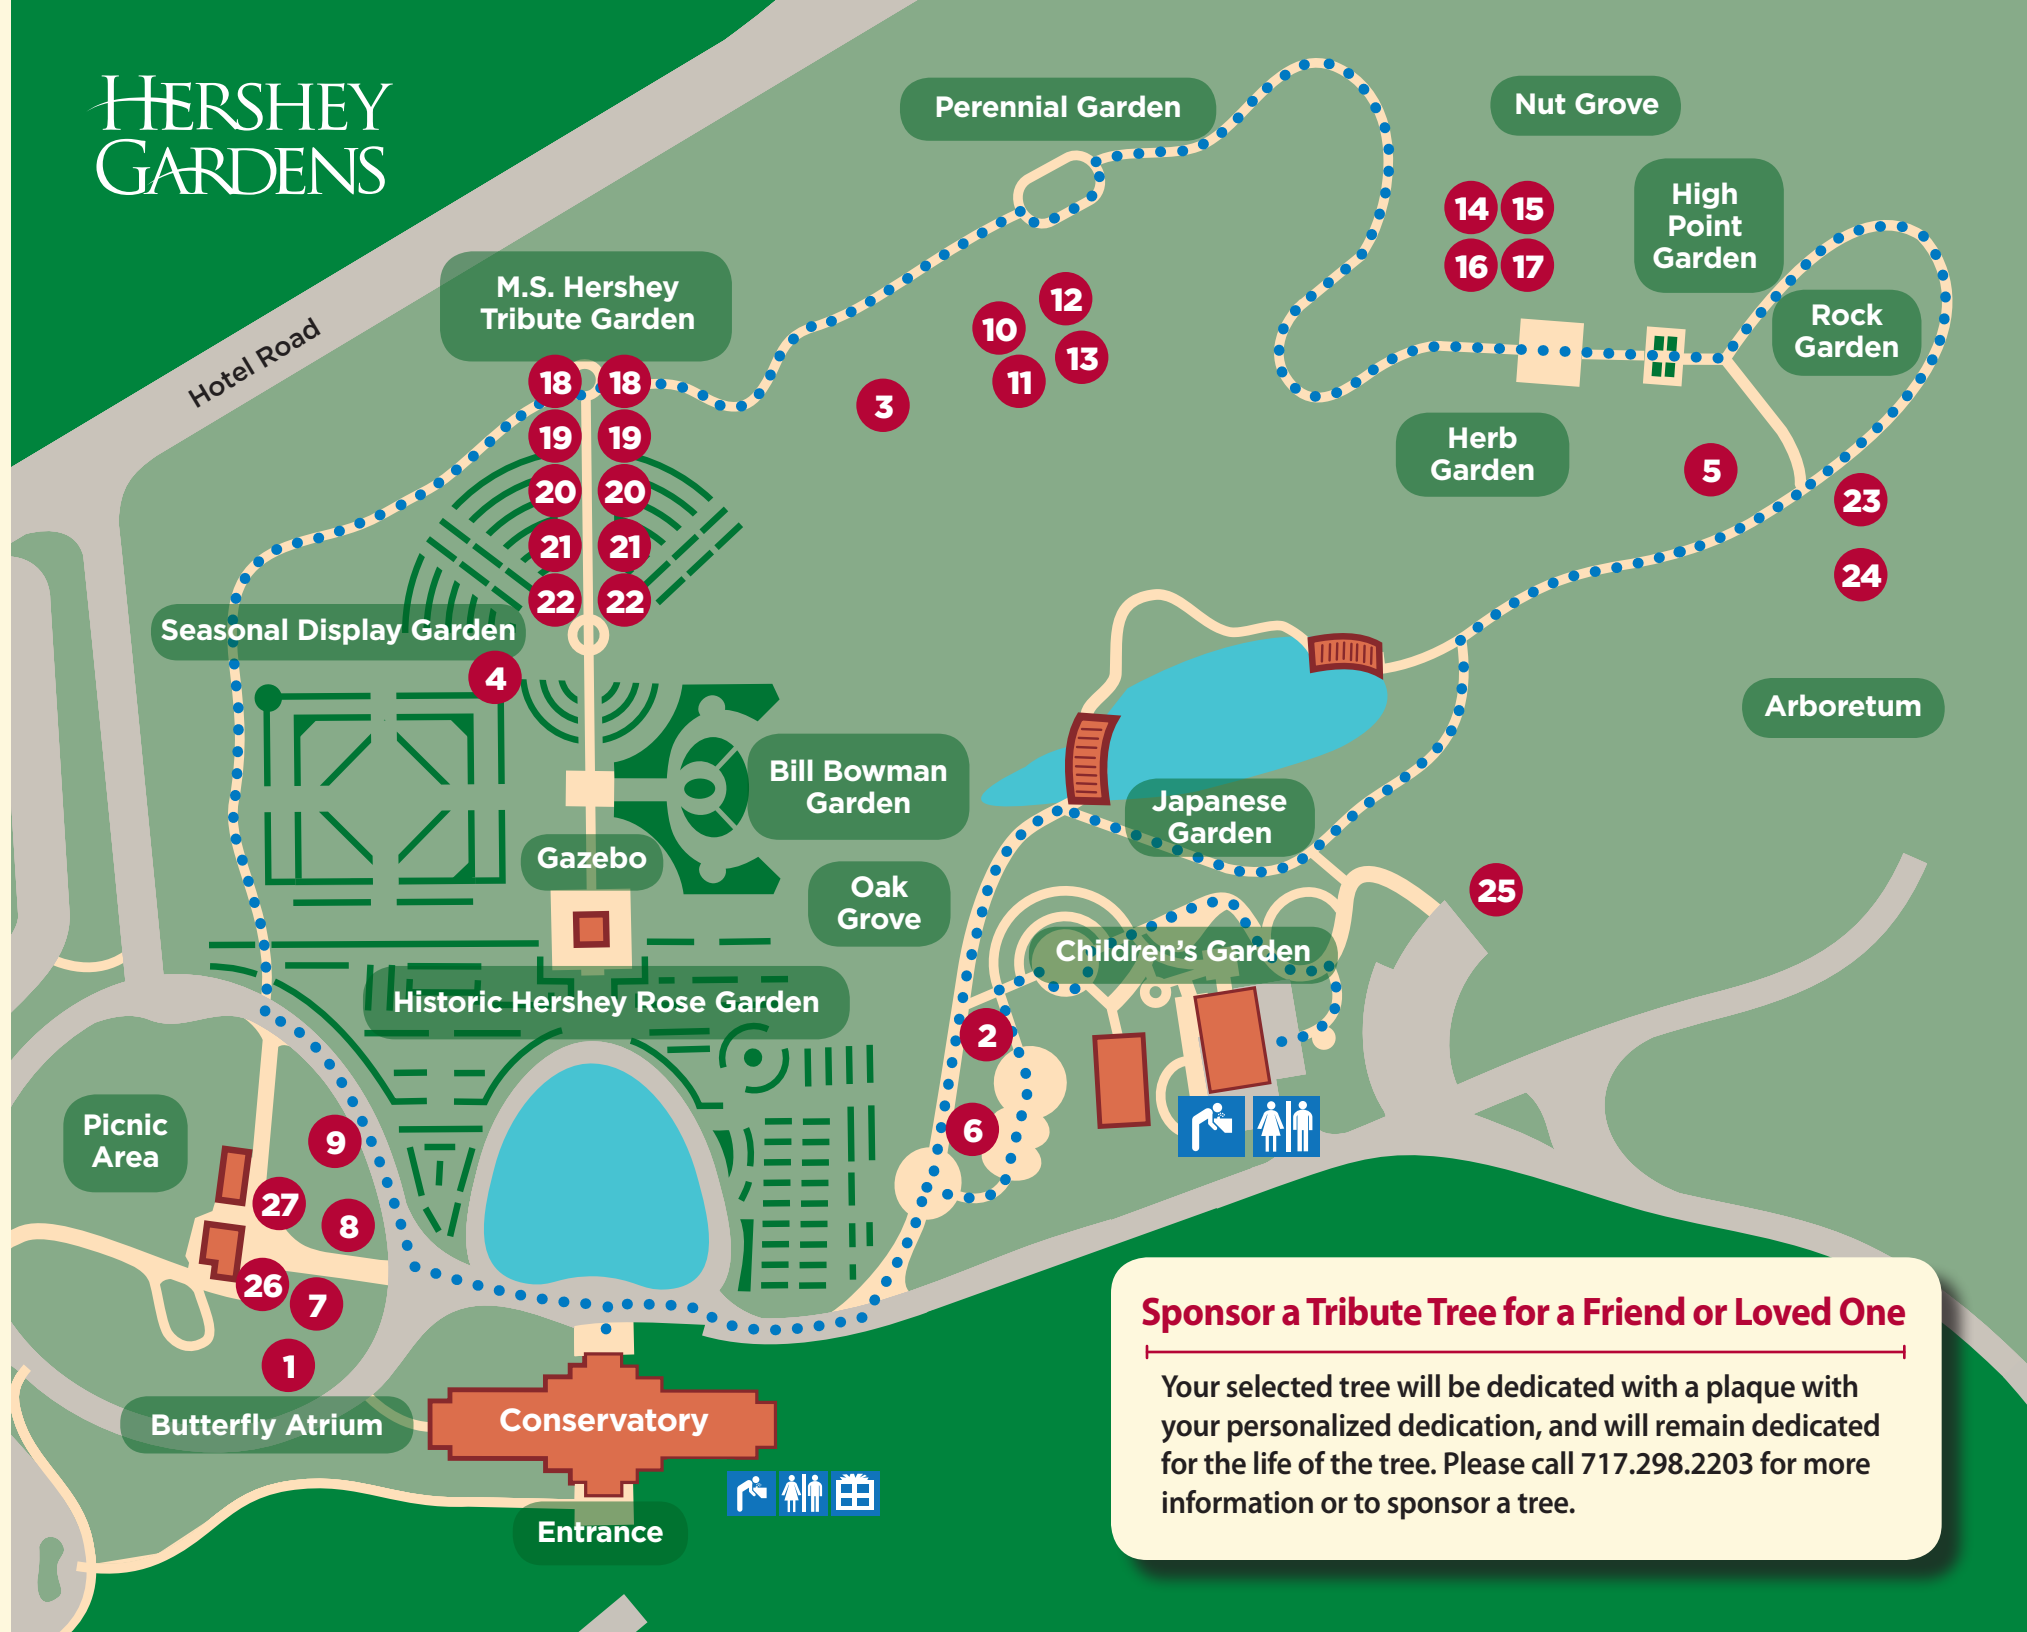 HERSHEY
GARDENS
Perennial Garden
Nut Grove
High
Point
Garden
14 15
16 17
M.S. Hershey
Tribute Garden
Hotel Road
12
10
13
11
3
Rock
Garden
18 18
19 19
20 20
21 21
22 22
Herb
Garden
5
23
24
Seasonal Display Garden
4
Arboretum
Bill Bowman
Garden
Japanese
Garden
Gazebo
Oak
Grove
25
Children's Garden
Historic Hershey Rose Garden
2
6
Picnic
Area
9
27
8
26
7
1
Butterfly Atrium
Conservatory
Entrance
Sponsor a Tribute Tree for a Friend or Loved One
Your selected tree will be dedicated with a plaque with
your personalized dedication, and will remain dedicated
for the life of the tree. Please call 717.298.2203 for more
information or to sponsor a tree.